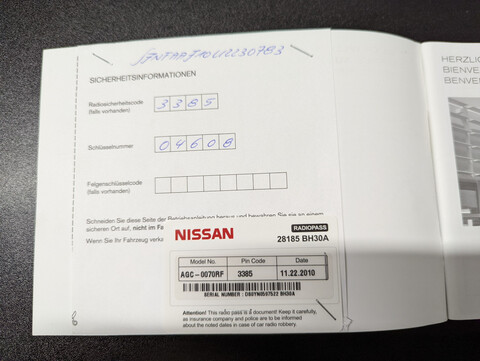 SICHERHEITSINFORMATIONEN
Radiosicherheitscode
(falls vorhanden)
3385
Schlüsselnummer
04608
Felgenschlüsselcode
(falls vorhanden)
Schneiden Sie diese Seite der Betriebsanleitung heraus und bewahren Sie sie an einem
sicheren Ort auf, nicht im Fa
Wenn Sie Ihr Fahrzeug verka
NISSAN
RADIOPASS
28185 BH30A
Model No. Pin Code Date
AGC-0070RF 3385 11.22.2010
SERIAL NUMBER : BH30A
Attention! This radio pass is a document! Keep it carefully,
as insurance company and police are to be informed
about the noted dates in case of car radio robbery.
HERZLIC
BIENVE
BENVE